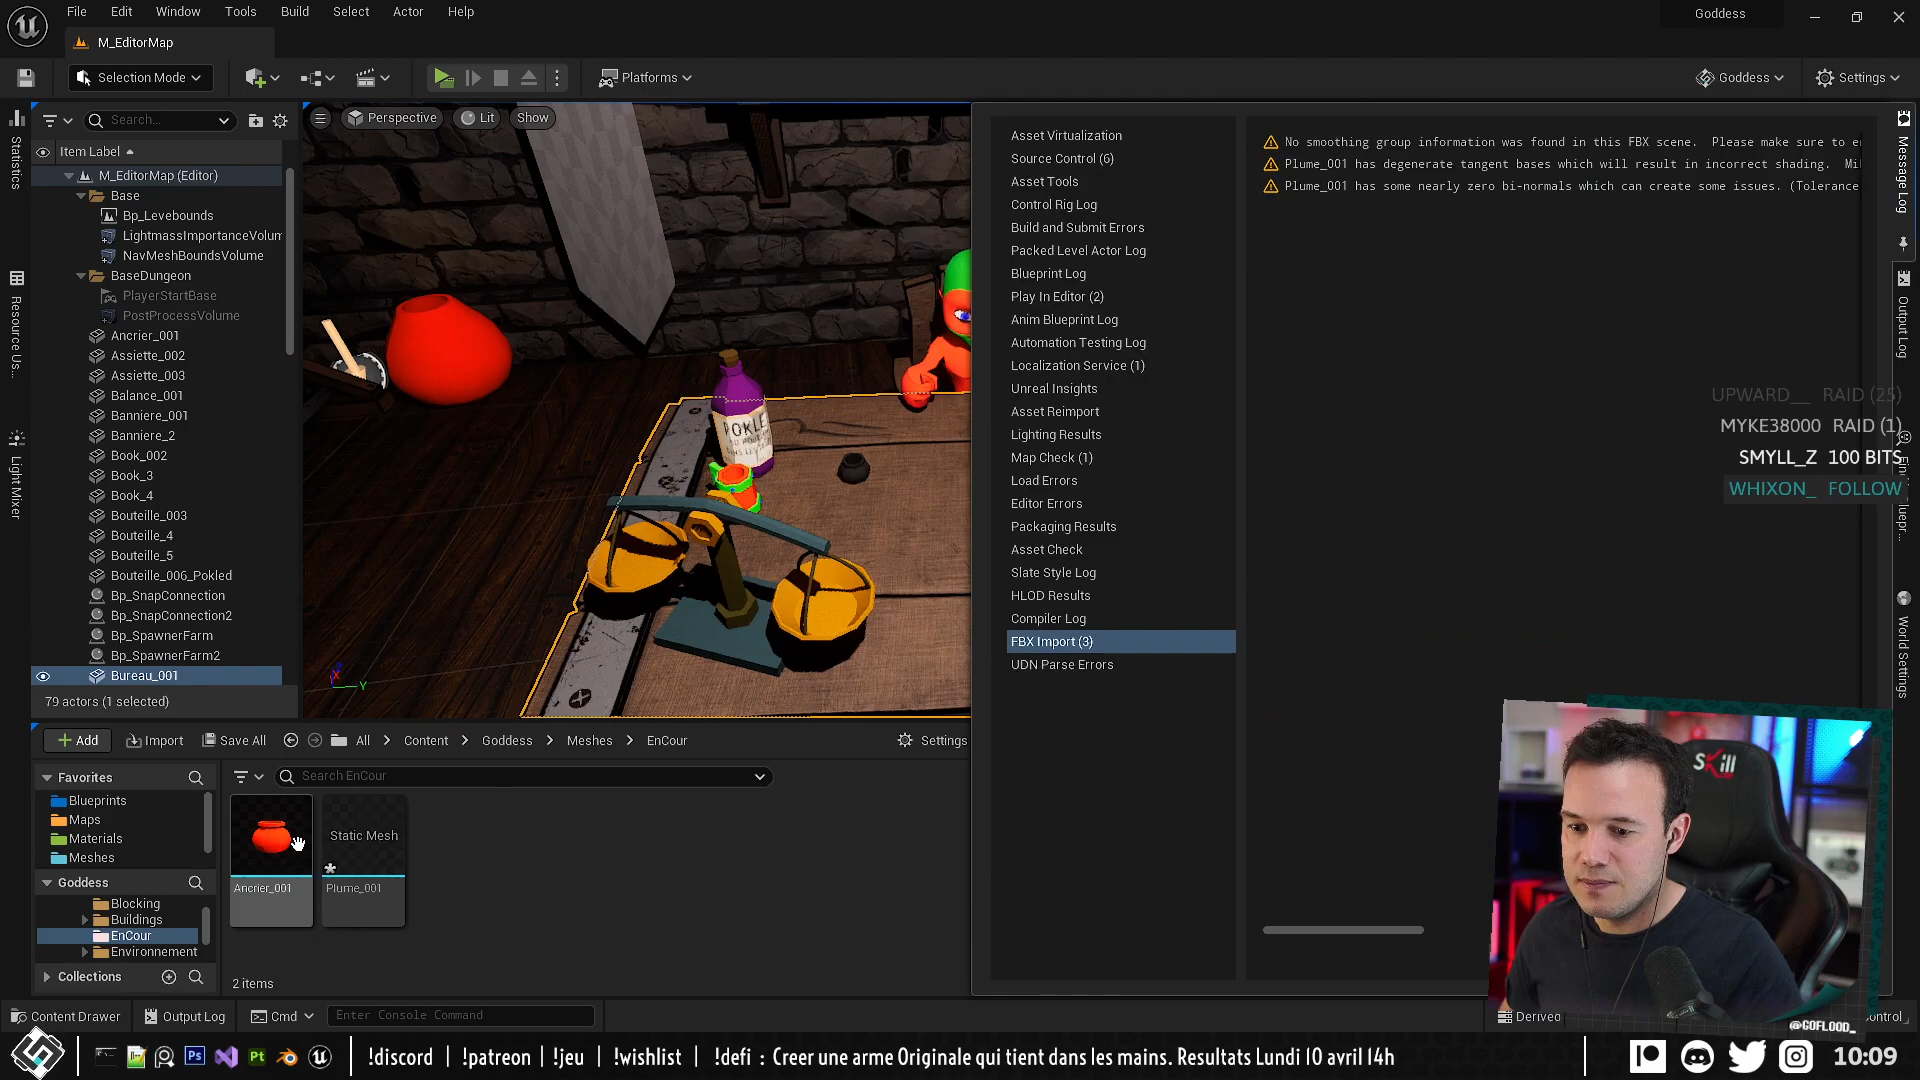 File Edit Window Tools Build Select Actor Help
Goddess
M_EditorMap
Selection Mode
Platforms
Goddess
Settings
Search...
Perspective
Lit
Show
Statistics
Resource Us...
Light Mixer
Item Label
M_EditorMap (Editor)
Base
Bp_Levebounds
LightmassImportanceVolum
NavMeshBoundsVolume
BaseDungeon
PlayerStartBase
PostProcessVolume
Ancrier_001
Assiette_002
Assiette_003
Balance_001
Banniere_001
Banniere_2
Book_002
Book_3
Book_4
Bouteille_003
Bouteille_4
Bouteille_5
Bouteille_006_Pokled
Bp_SnapConnection
Bp_SnapConnection2
Bp_SpawnerFarm
Bp_SpawnerFarm2
Bureau_001
79 actors (1 selected)
POKLE
Z
X
Y
Asset Virtualization
Source Control (6)
Asset Tools
Control Rig Log
Build and Submit Errors
Packed Level Actor Log
Blueprint Log
Play In Editor (2)
Anim Blueprint Log
Automation Testing Log
Localization Service (1)
Unreal Insights
Asset Reimport
Lighting Results
Map Check (1)
Load Errors
Editor Errors
Packaging Results
Asset Check
Slate Style Log
HLOD Results
Compiler Log
FBX Import (3)
UDN Parse Errors
No smoothing group information was found in this FBX scene. Please make sure to e
Plume_001 has degenerate tangent bases which will result in incorrect shading. Mi
Plume_001 has some nearly zero bi-normals which can create some issues. (Tolerance
Message Log
Output Log
World Settings
UPWARD__ RAID (25)
MYKE38000 RAID (1)
SMYLL_Z 100 BITS
WHIXON_ FOLLOW
Add
Import
Save All
All > Content > Goddess > Meshes > EnCour
Settings
Favorites
Blueprints
Maps
Materials
Meshes
Goddess
Blocking
Buildings
EnCour
Environnement
Collections
Search EnCour
Static Mesh
Ancrier_001
Plume_001
2 items
Content Drawer
Output Log
Cmd
Enter Console Command
Derived
ontrol
Skill
@GOFLOOD_
Ps
Pt
!discord | !patreon | !jeu | !wishlist | !defi : Creer une arme Originale qui tient dans les mains. Resultats Lundi 10 avril 14h
10:09